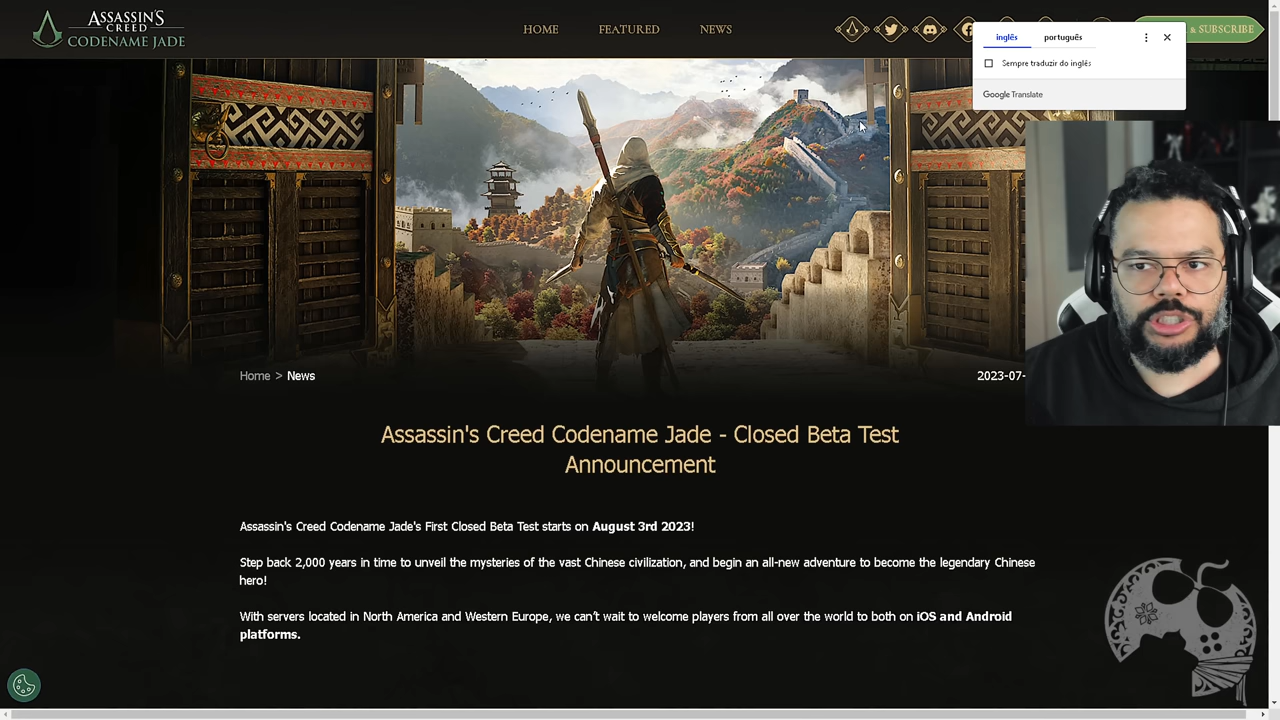 ASSASSIN'S
CREED
CODENAME JADE
HOME
FEATURED
NEWS
& SUBSCRIBE
inglês
português
Sempre traduzir do inglês
Google Translate
Home > News
2023-07-
Assassin's Creed Codename Jade - Closed Beta Test
Announcement
Assassin's Creed Codename Jade's First Closed Beta Test starts on August 3rd 2023!
Step back 2,000 years in time to unveil the mysteries of the vast Chinese civilization, and begin an all-new adventure to become the legendary Chinese
hero!
With servers located in North America and Western Europe, we can't wait to welcome players from all over the world to both on iOS and Android
platforms.